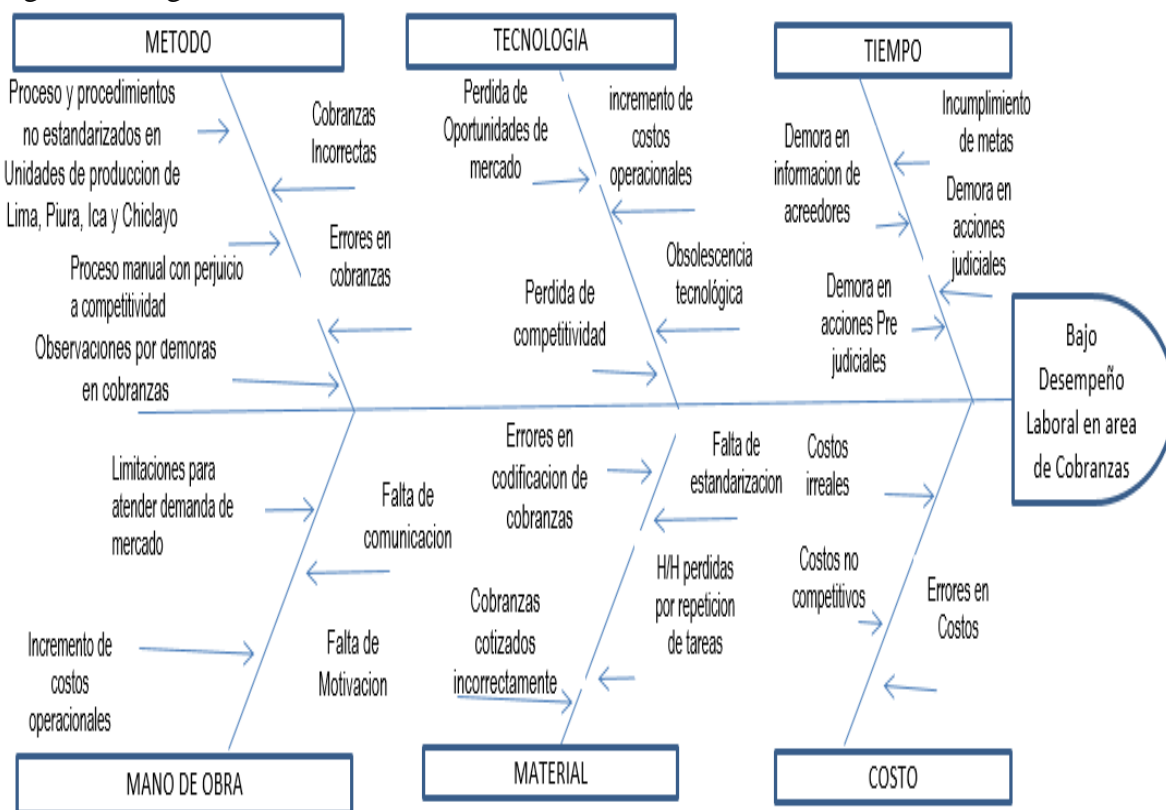 METODO
TECNOLOGIA
TIEMPO
Proceso y procedimientos
no estandarizados en
Unidades de produccion de
Lima, Piura, Ica y Chiclayo
Cobranzas
Incorrectas
Proceso manual con perjuicio
a competitividad
Errores en
cobranzas
Observaciones por demoras
en cobranzas
Perdida de
Oportunidades de
mercado
incremento de
costos
operacionales
Perdida de
competitividad
Obsolescencia
tecnológica
Demora en
informacion de
acreedores
Incumplimiento
de metas
Demora en
acciones
judiciales
Demora en
acciones Pre
judiciales
Bajo
Desempeño
Laboral en area
de Cobranzas
Limitaciones para
atender demanda de
mercado
Falta de
comunicacion
Incremento de
costos
operacionales
Falta de
Motivacion
Errores en
codificacion de
cobranzas
Falta de
estandarizacion
Cobranzas
cotizados
incorrectamente
H/H perdidas
por repeticion
de tareas
Costos
irreales
Costos no
competitivos
Errores en
Costos
MANO DE OBRA
MATERIAL
COSTO